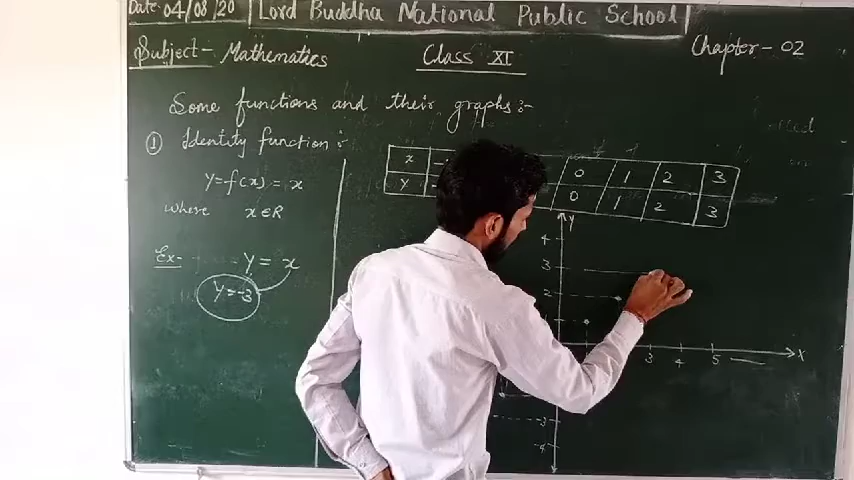 Date: 04/08/20 Lord Buddha National Public School
Subject - Mathematics Class XI Chapter - 02
Some functions and their graphs :-
① Identity function :-
y = f(x) = x
where x ∈ R
Ex - y = x
y = -3
x 0 1 2 3
y 0 1 2 3
Y
4
3
2
3 4 5 X
-3
-4